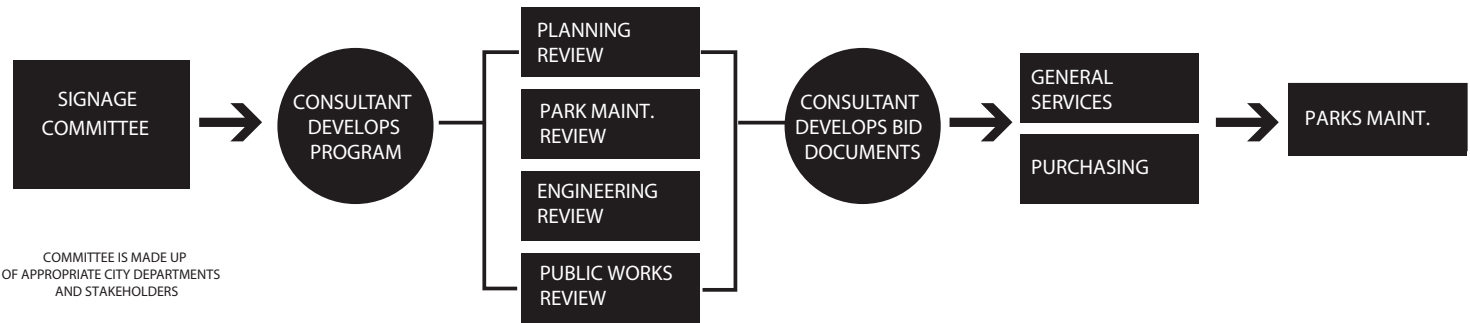 SIGNAGE
COMMITTEE
COMMITTEE IS MADE UP
OF APPROPRIATE CITY DEPARTMENTS
AND STAKEHOLDERS
CONSULTANT
DEVELOPS
PROGRAM
PLANNING
REVIEW
PARK MAINT.
REVIEW
ENGINEERING
REVIEW
PUBLIC WORKS
REVIEW
CONSULTANT
DEVELOPS BID
DOCUMENTS
GENERAL
SERVICES
PURCHASING
PARKS MAINT.